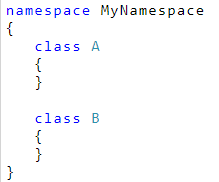 namespace MyNamespace
{
    class A
    {
    }

    class B
    {
    }
}